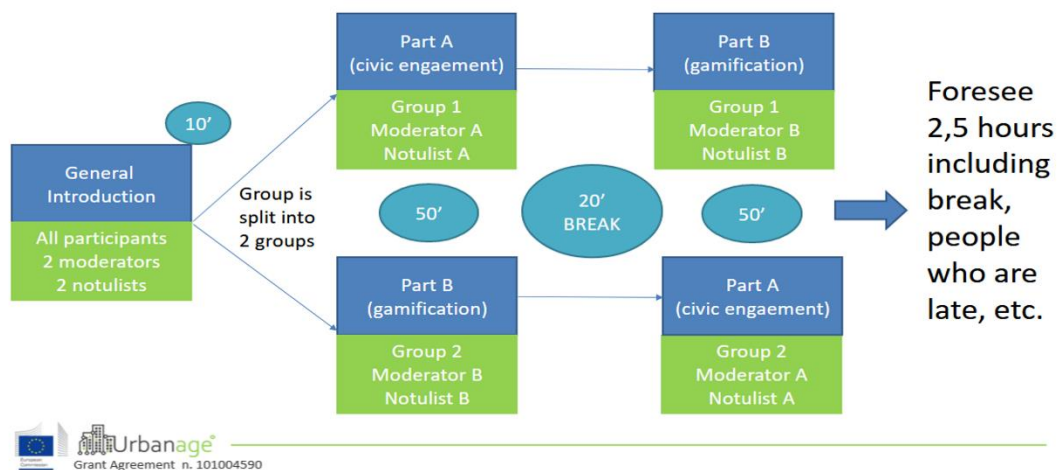 10’
General
Introduction
All participants
2 moderators
2 notulists
Group is
split into
2 groups
Part A
(civic engaement)
Group 1
Moderator A
Notulist A
Part B
(gamification)
Group 1
Moderator B
Notulist B
50’
20’
BREAK
50’
Part B
(gamification)
Group 2
Moderator B
Notulist B
Part A
(civic engaement)
Group 2
Moderator A
Notulist A
Foresee
2,5 hours
including
break,
people
who are
late, etc.
European
Commission
Urbanage
Grant Agreement n. 101004590